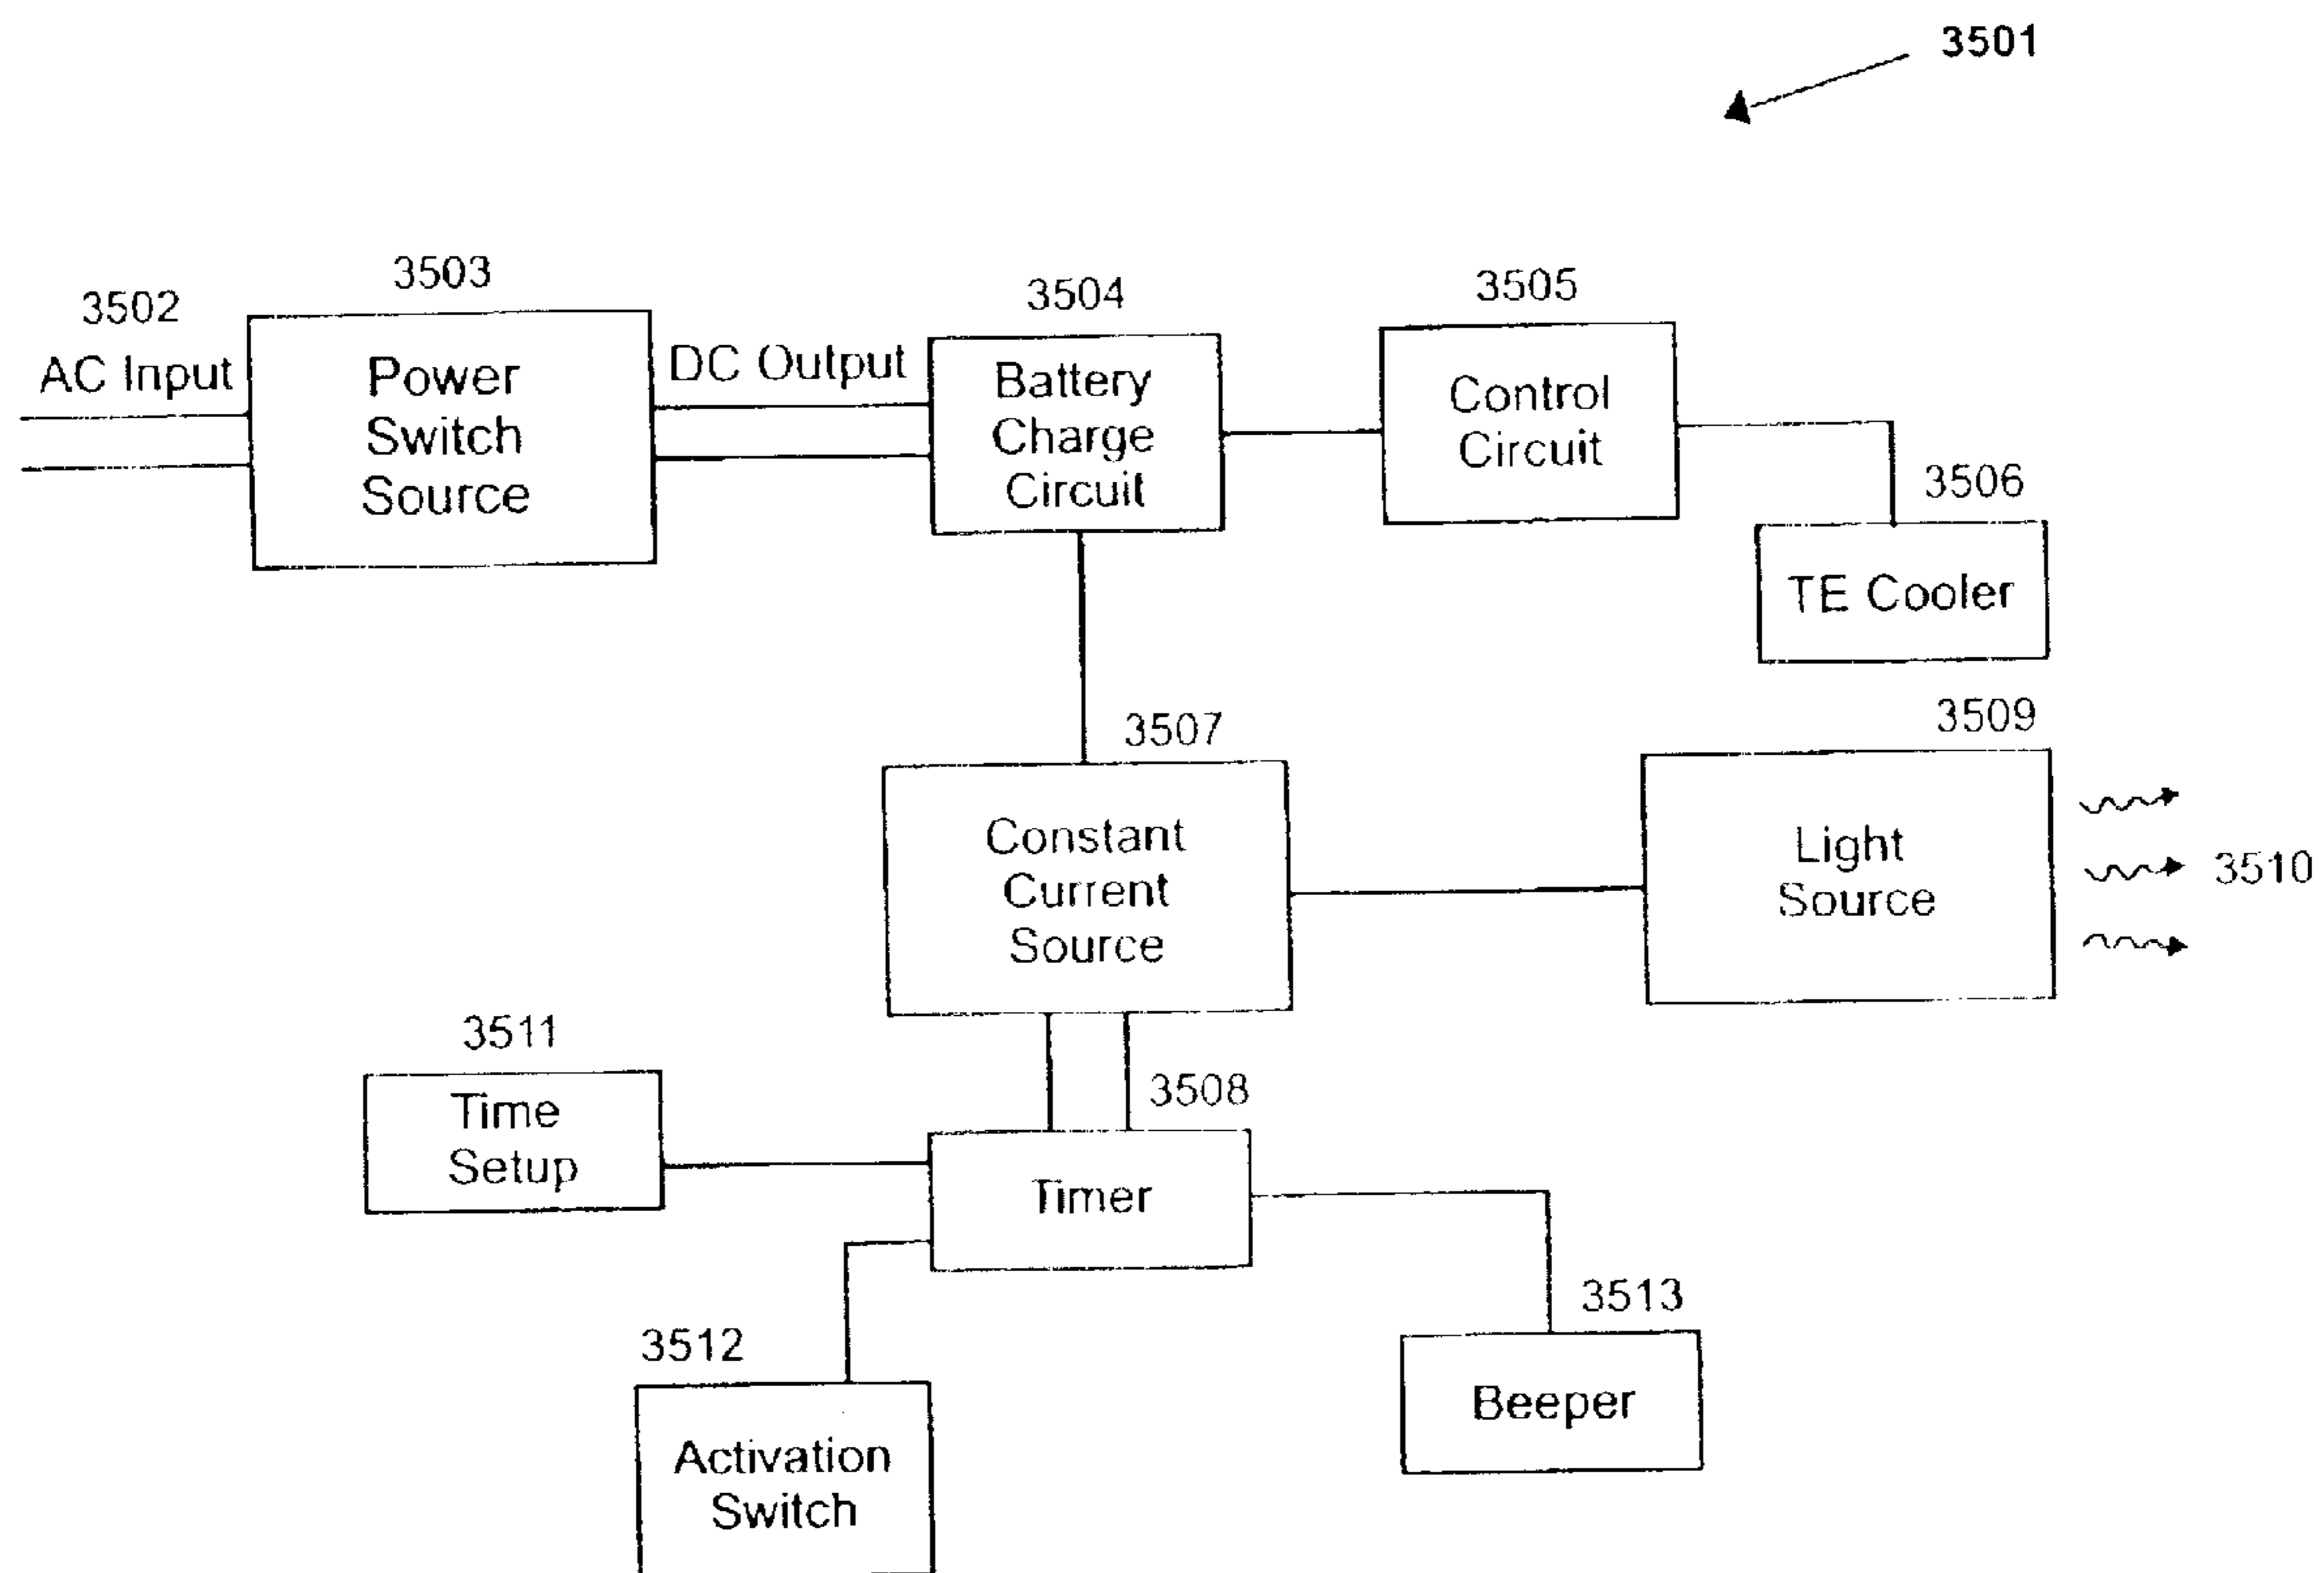 3501
3502
AC Input
3503
Power
Switch
Source
DC Output
3504
Battery
Charge
Circuit
3505
Control
Circuit
3506
TE Cooler
3507
Constant
Current
Source
3509
Light
Source
3510
3511
Time
Setup
3508
Timer
3512
Activation
Switch
3513
Beeper